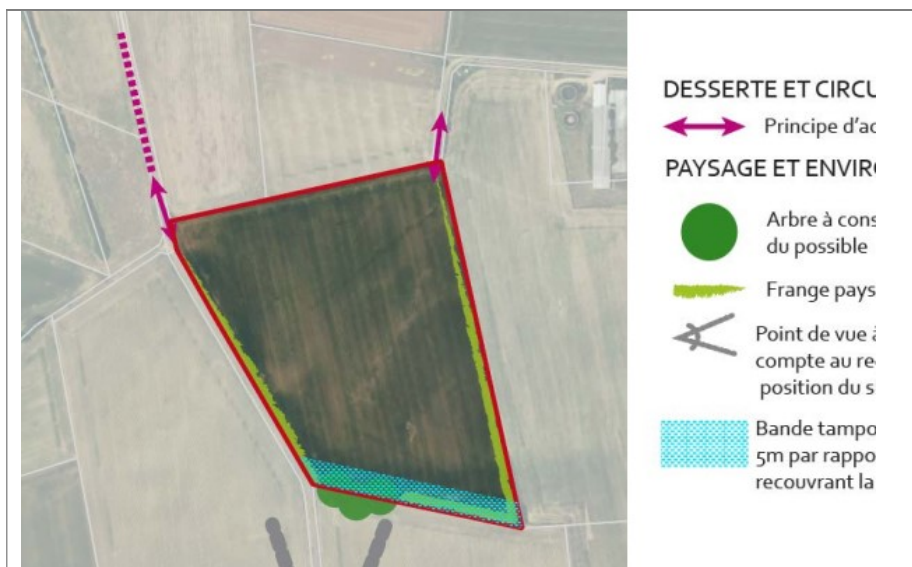 DESSERTE ET CIRCU
Principe d'ac
PAYSAGE ET ENVIR
Arbre à cons
du possible
Frange pays
Point de vue à
compte au re
position du s
Bande tampo
5m par rappo
recouvrant la